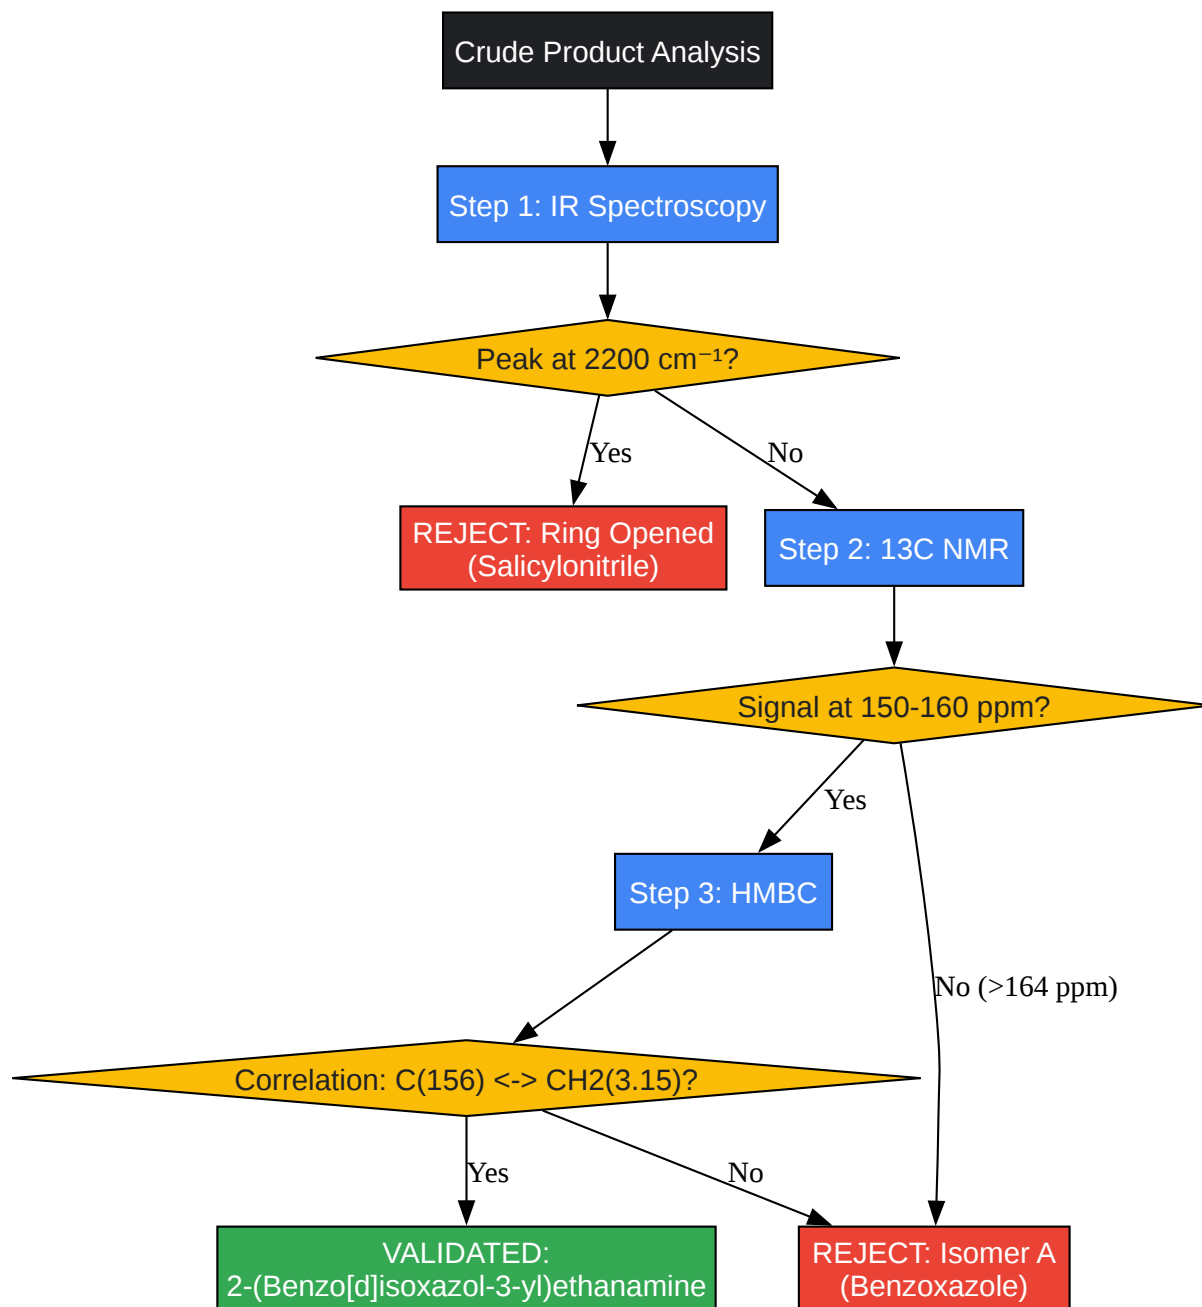 Crude Product Analysis
Step 1: IR Spectroscopy
Peak at 2200 cm⁻¹?
Yes
No
REJECT: Ring Opened
(Salicylonitrile)
Step 2: 13C NMR
Signal at 150-160 ppm?
Yes
Step 3: HMBC
No (>164 ppm)
Correlation: C(156) <-> CH2(3.15)?
Yes
No
VALIDATED:
2-(Benzo[d]isoxazol-3-yl)ethanamine
REJECT: Isomer A
(Benzoxazole)